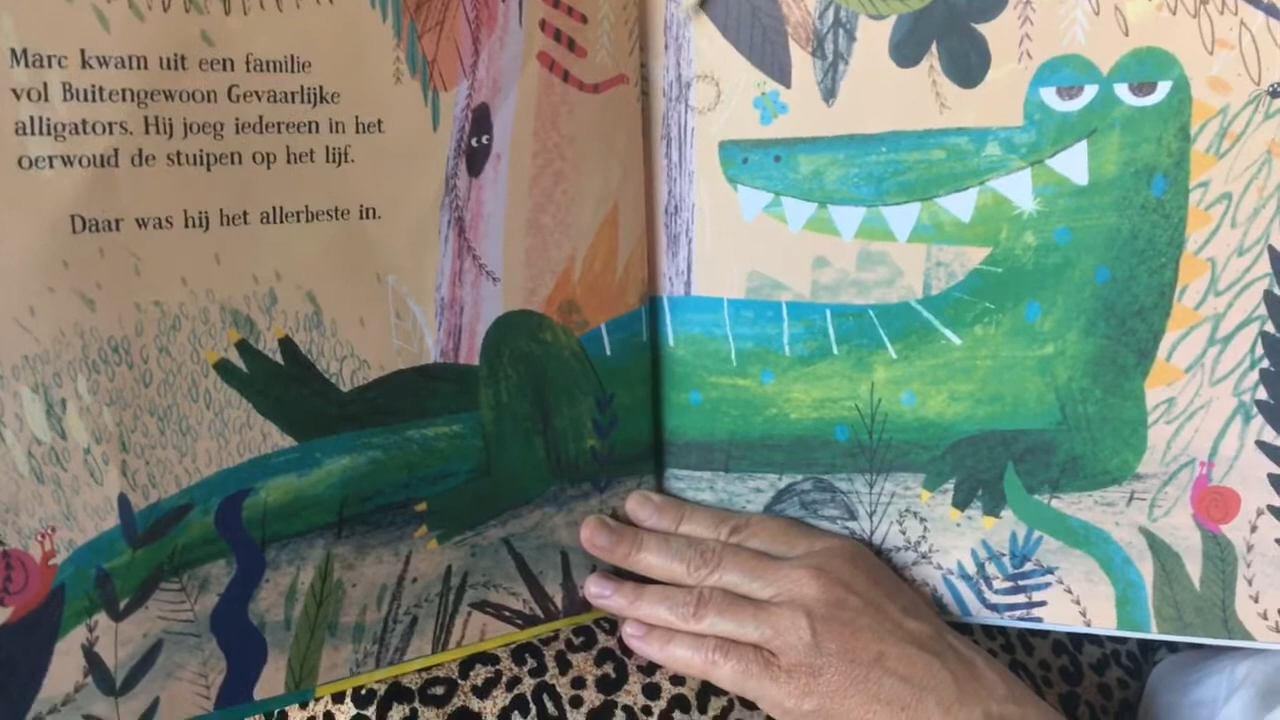 Marc kwam uit een familie
vol Buitengewoon Gevaarlijke
alligators. Hij joeg iedereen in het
oerwoud de stuipen op het lijf.
Daar was hij het allerbeste in.